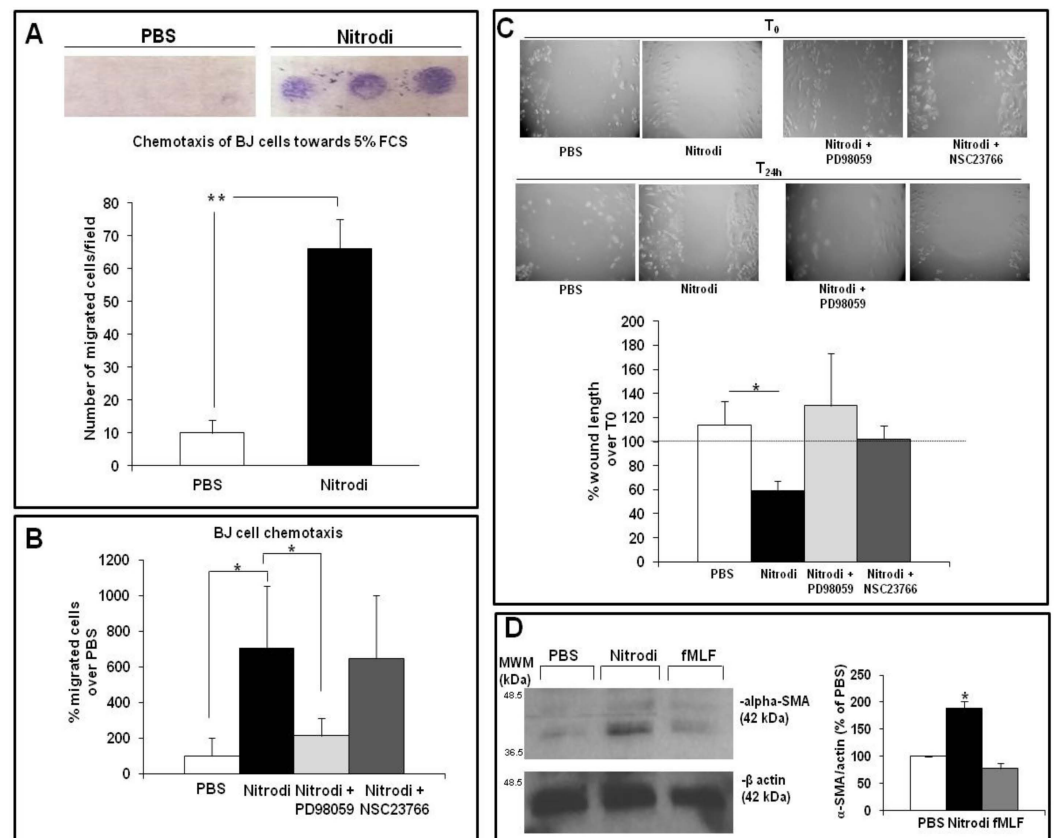 A
PBS
Nitrodi
Chemotaxis of BJ cells towards 5% FCS
Number of migrated cells/field
80
70
60
50
40
30
20
10
0
**
PBS
Nitrodi
B
BJ cell chemotaxis
% migrated cells
over PBS
1200
1000
800
600
400
200
0
*
*
PBS
Nitrodi
Nitrodi +
PD98059
Nitrodi +
NSC23766
C
T0
PBS
Nitrodi
Nitrodi +
PD98059
Nitrodi +
NSC23766
T24h
PBS
Nitrodi
Nitrodi +
PD98059
% wound length
over T0
200
180
160
140
120
100
80
60
40
20
0
*
PBS
Nitrodi
Nitrodi +
PD98059
Nitrodi +
NSC23766
D
MWM
(kDa)
PBS
Nitrodi
fMLF
48.5
36.5
-alpha-SMA
(42 kDa)
48.5
-β actin
(42 kDa)
α-SMA/actin (% of PBS)
250
200
150
100
50
0
*
PBS Nitrodi fMLF